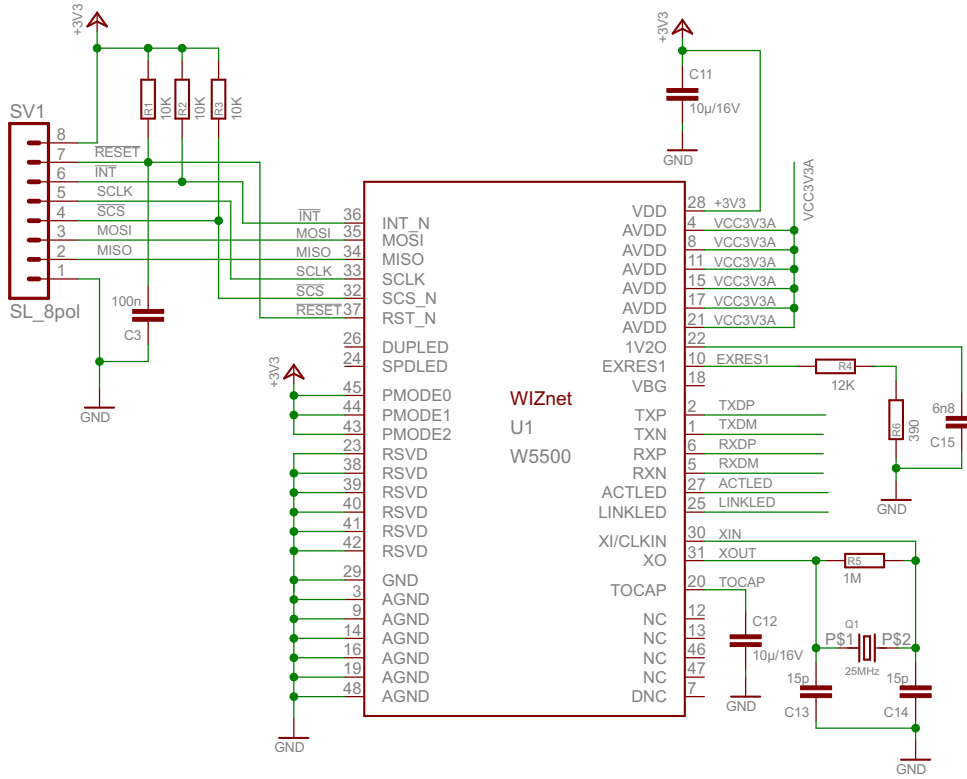 +3V3
R1
10K
R2
10K
R3
10K
SV1
8
7
6
5
4
3
2
1
RESET
INT
SCLK
SCS
MOSI
MISO
SL_8pol
100n
C3
GND
+3V3
C11
10µ/16V
GND
VCC3V3A
INT 36 INT_N
MOSI 35 MOSI
MISO 34 MISO
SCLK 33 SCLK
SCS 32 SCS_N
RESET 37 RST_N
26 DUPLED
24 SPDLED
+3V3
45 PMODE0
44 PMODE1
43 PMODE2
23 RSVD
38 RSVD
39 RSVD
40 RSVD
41 RSVD
42 RSVD
29 GND
3 AGND
9 AGND
14 AGND
16 AGND
19 AGND
48 AGND
GND
WIZnet
U1
W5500
VDD 28 +3V3
AVDD 4 VCC3V3A
AVDD 8 VCC3V3A
AVDD 11 VCC3V3A
AVDD 15 VCC3V3A
AVDD 17 VCC3V3A
AVDD 21 VCC3V3A
1V2O 22
EXRES1 10 EXRES1
VBG 18
TXP 2 TXDP
TXN 1 TXDM
RXP 6 RXDP
RXN 5 RXDM
ACTLED 27 ACTLED
LINKLED 25 LINKLED
XI/CLKIN 30 XIN
XO 31 XOUT
TOCAP 20 TOCAP
NC 12
NC 13
NC 46
NC 47
DNC 7
R4
12K
R6
390
6n8
C15
GND
R5
1M
Q1
P$1 P$2
25MHz
C12
10µ/16V
GND
15p
C13
15p
C14
GND